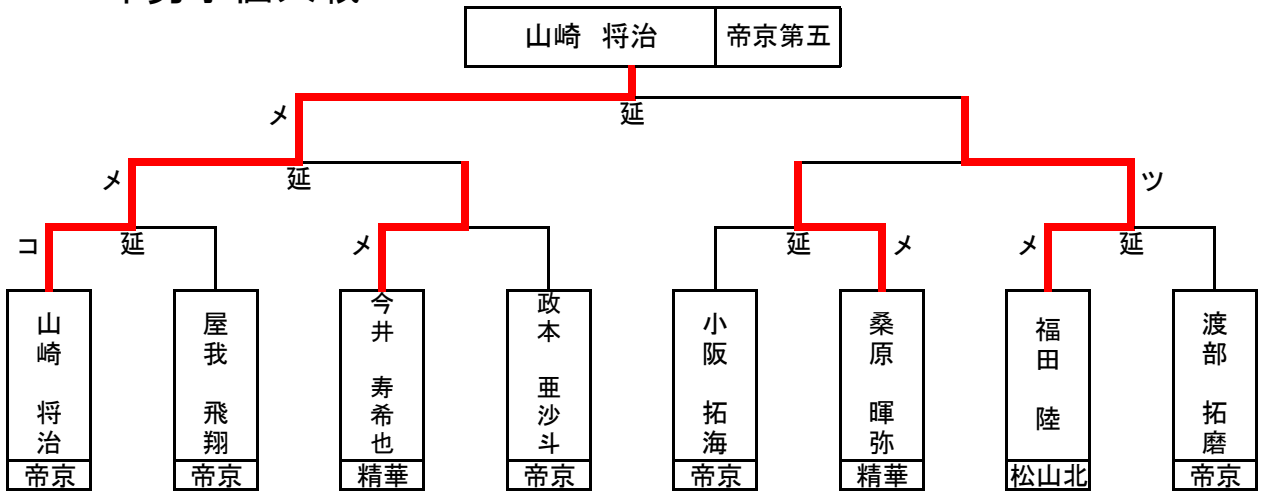 山崎 将治 帝京第五
メ 延
メ 延 ツ
コ 延 メ 延 メ メ 延
山崎 将治 帝京
屋我 飛翔 帝京
今井 寿希也 精華
政本 亜沙斗 帝京
小阪 拓海 帝京
桑原 暉弥 精華
福田 陸 松山北
渡部 拓磨 帝京